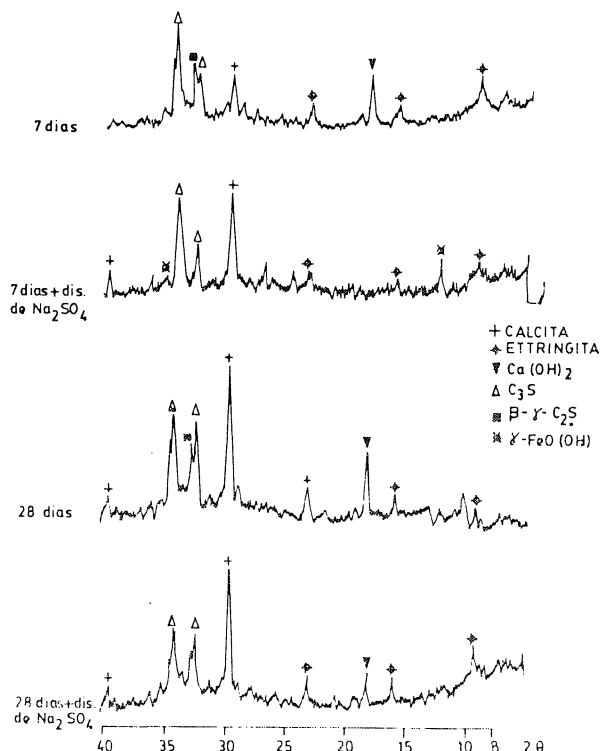 7 dias
7 dias + dis.
de Na₂SO₄
+ CALCITA
ETTRINGITA
Ca(OH)₂
Δ C₃S
β-γ-C₂S
γ-FeO(OH)
28 dias
28 dias + dis.
de Na₂SO₄
40 35 30 25 20 15 10 8 2θ